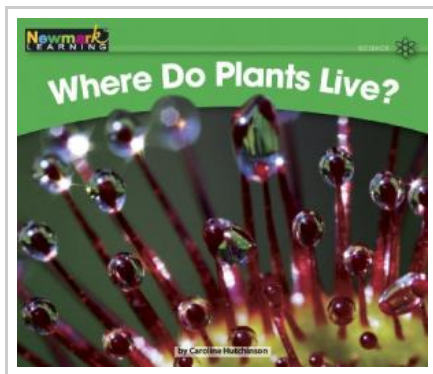 Newmark
LEARNING
SCIENCE
Where Do Plants Live?
by Caroline Hutchinson